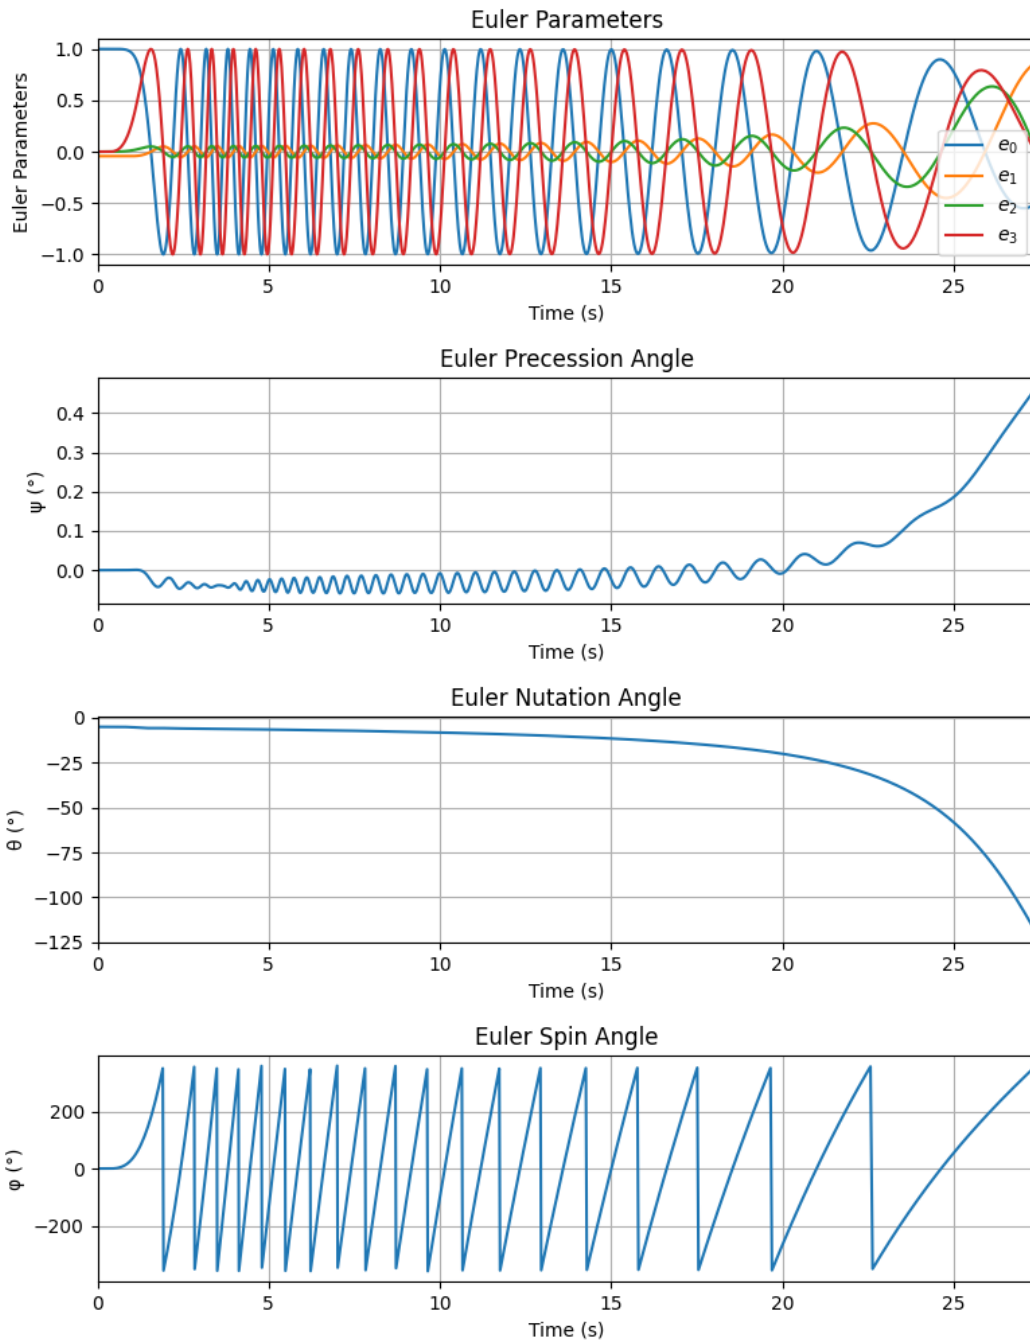 Euler Parameters
1.0
0.5
0.0
−0.5
−1.0
Euler Parameters
e0
e1
e2
e3
0 5 10 15 20 25
Time (s)
Euler Precession Angle
0.4
0.3
0.2
0.1
0.0
ψ (°)
0 5 10 15 20 25
Time (s)
Euler Nutation Angle
0
−25
−50
−75
−100
−125
θ (°)
0 5 10 15 20 25
Time (s)
Euler Spin Angle
200
0
−200
φ (°)
0 5 10 15 20 25
Time (s)